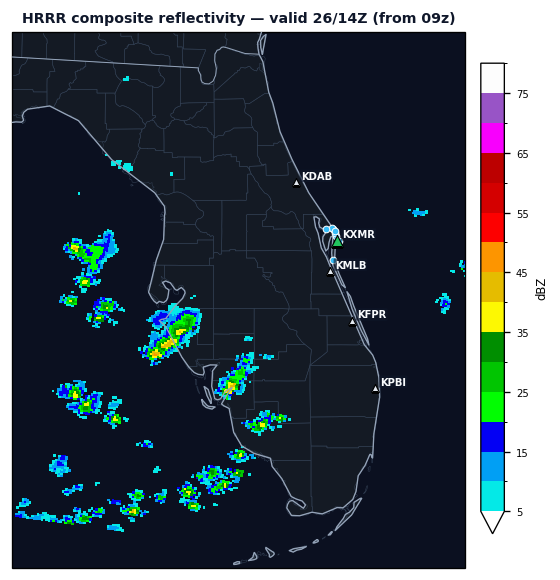 HRRR composite reflectivity — valid 26/14Z (from 09z)
KDAB
KXMR
KMLB
KFPR
KPBI
75
65
55
45
35
25
15
5
dBZ